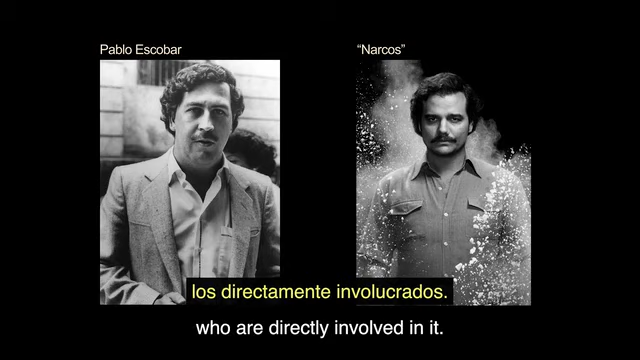 Pablo Escobar
“Narcos”
los directamente involucrados.
who are directly involved in it.